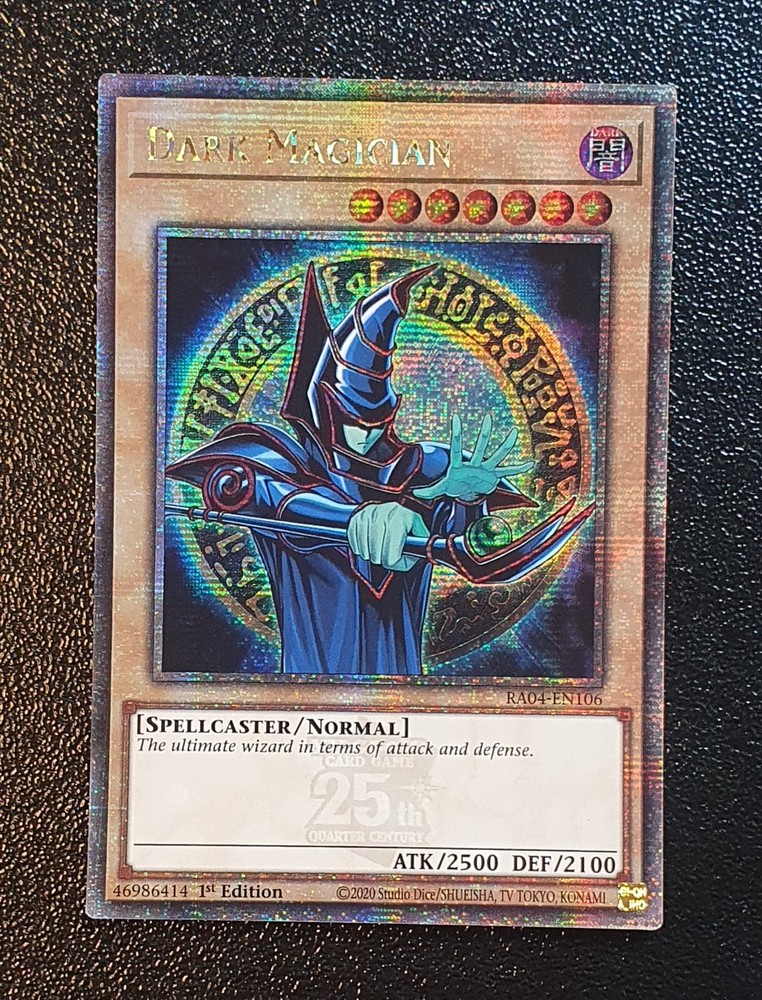 DARK MAGICIAN
DARK
闇
RA04-EN106
[SPELLCASTER/NORMAL]
The ultimate wizard in terms of attack and defense.
CARD GAME
25th
QUARTER CENTURY
ATK/2500 DEF/2100
46986414 1st Edition ©2020 Studio Dice/SHUEISHA, TV TOKYO, KONAMI